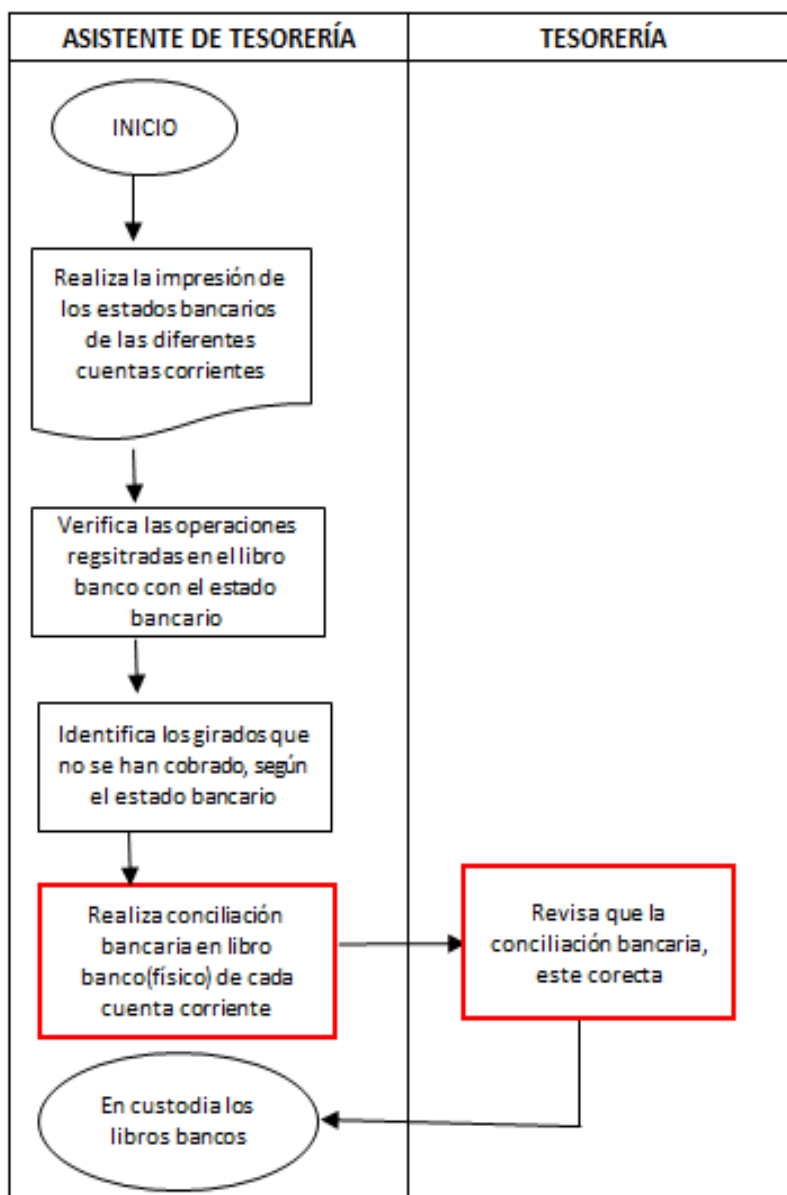 ASISTENTE DE TESORERÍA
TESORERÍA
INICIO
Realiza la impresión de
los estados bancarios
de las diferentes
cuentas corrientes
Verifica las operaciones
regsitradas en el libro
banco con el estado
bancario
Identifica los girados que
no se han cobrado, según
el estado bancario
Realiza conciliación
bancaria en libro
banco(físico) de cada
cuenta corriente
Revisa que la
conciliación bancaria,
este corecta
En custodia los
libros bancos